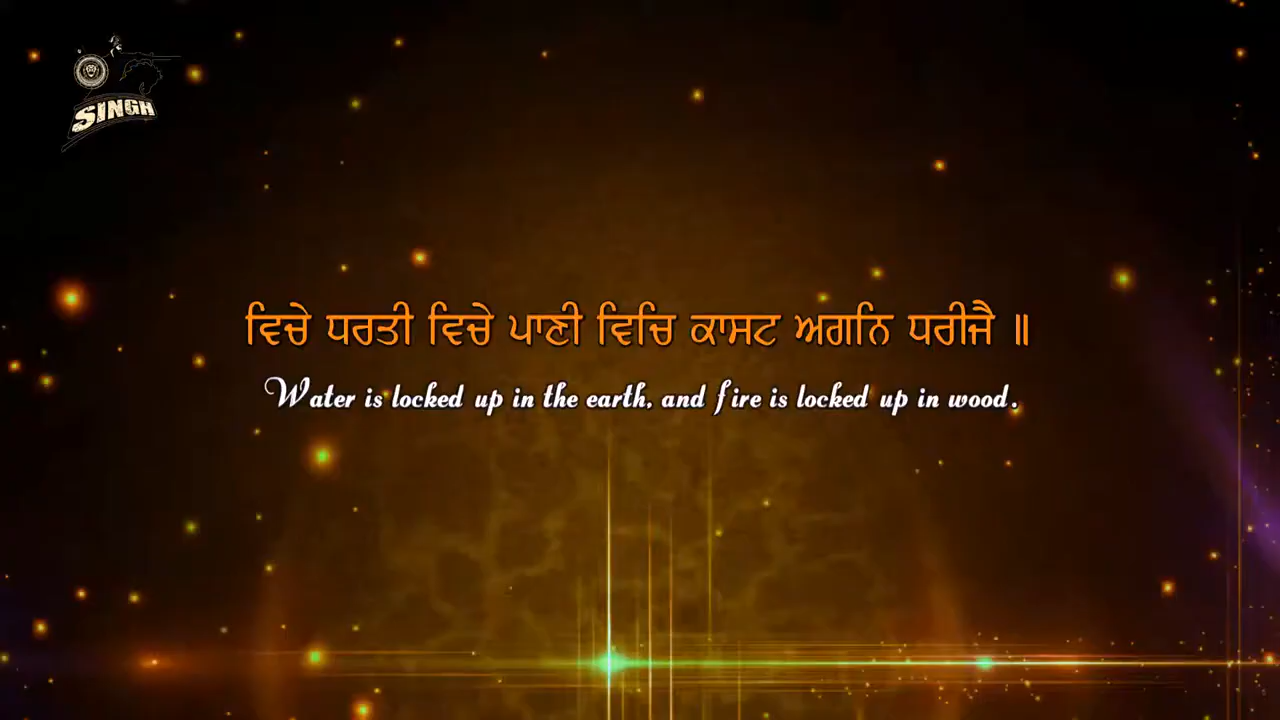 SINGH
ਵਿਚੇ ਧਰਤੀ ਵਿਚੇ ਪਾਣੀ ਵਿਚਿ ਕਾਸਟ ਅਗਨਿ ਧਰੀਜੈ ॥
Water is locked up in the earth, and fire is locked up in wood.